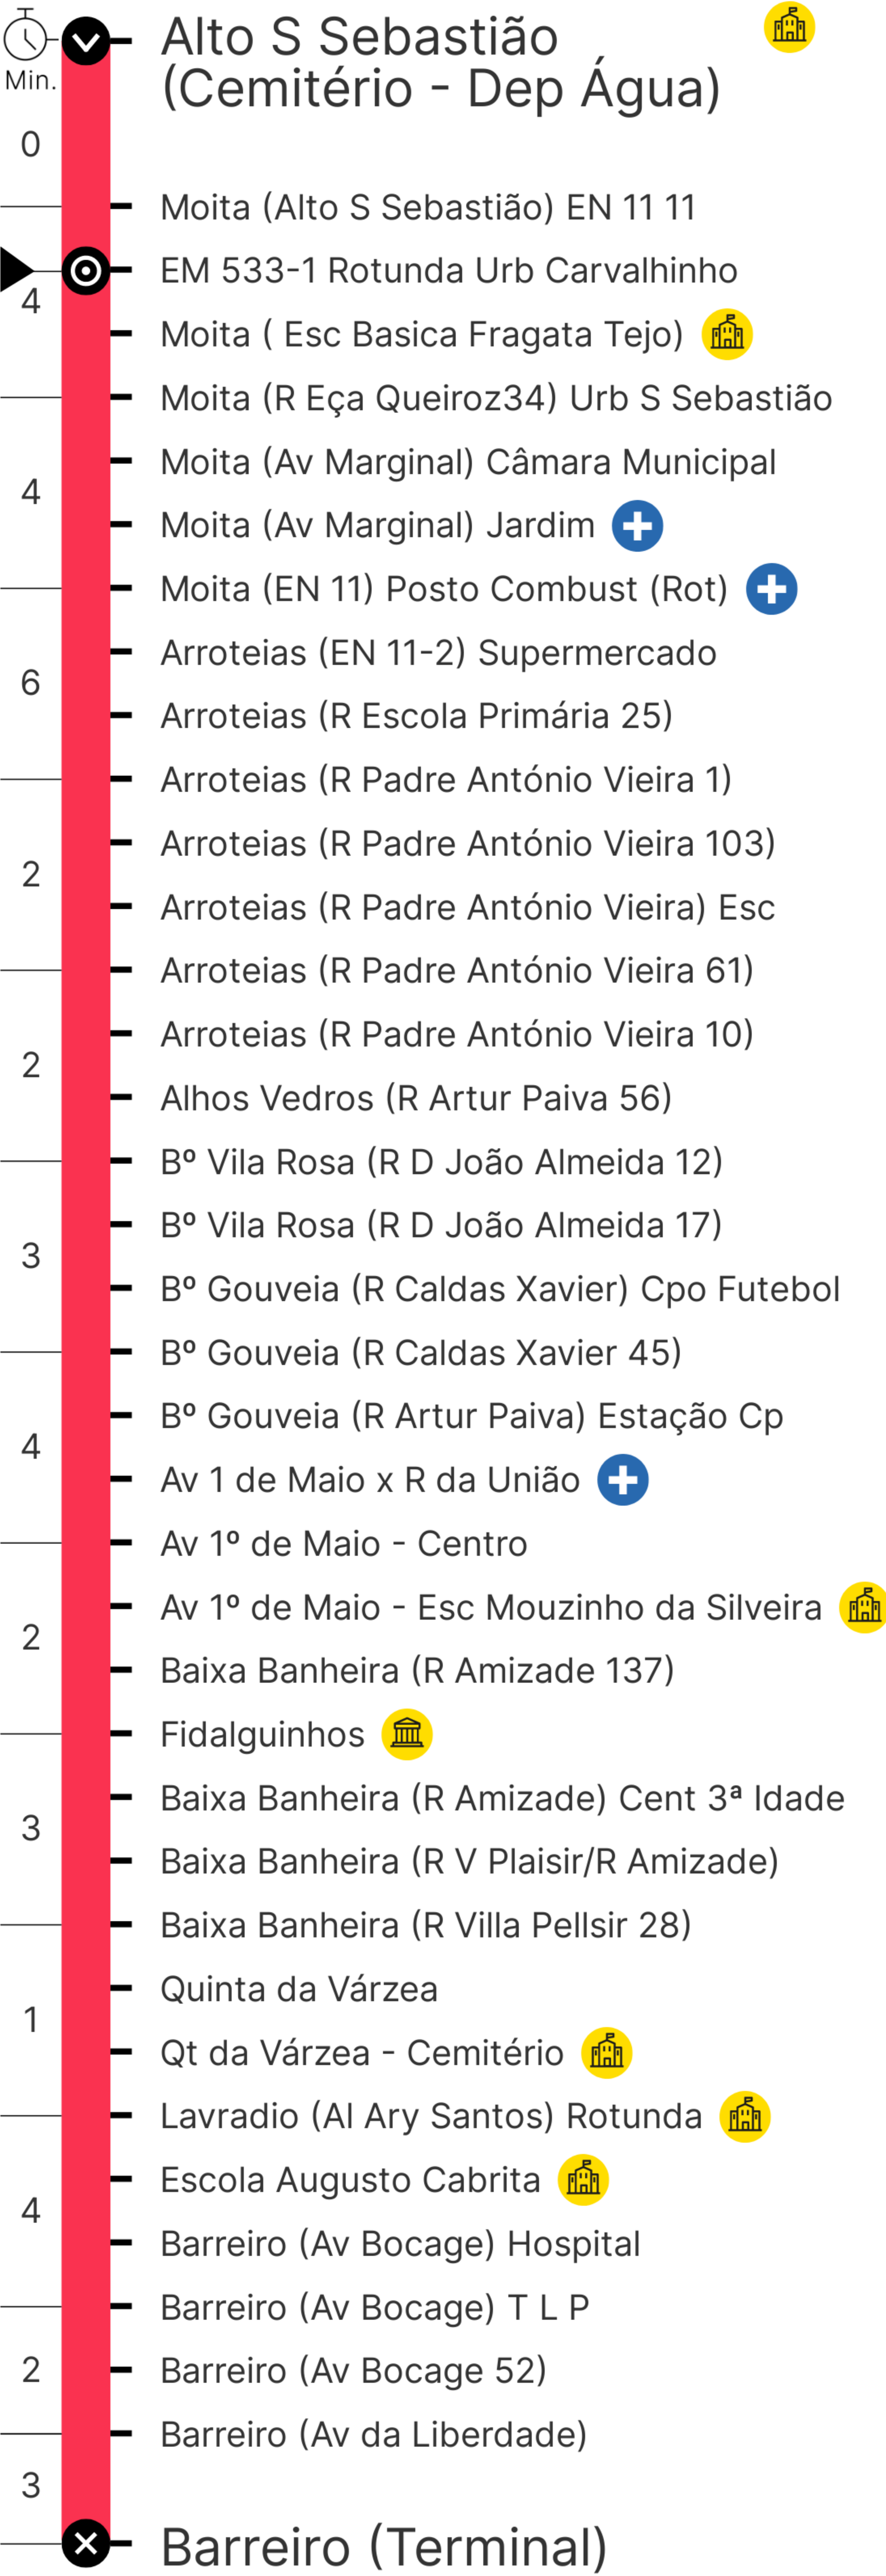 Alto S Sebastião
(Cemitério - Dep Água)
Min.
0
Moita (Alto S Sebastião) EN 11 11
EM 533-1 Rotunda Urb Carvalhinho
4
Moita ( Esc Basica Fragata Tejo)
Moita (R Eça Queiroz34) Urb S Sebastião
Moita (Av Marginal) Câmara Municipal
4
Moita (Av Marginal) Jardim
Moita (EN 11) Posto Combust (Rot)
Arroteias (EN 11-2) Supermercado
6
Arroteias (R Escola Primária 25)
Arroteias (R Padre António Vieira 1)
Arroteias (R Padre António Vieira 103)
2
Arroteias (R Padre António Vieira) Esc
Arroteias (R Padre António Vieira 61)
Arroteias (R Padre António Vieira 10)
2
Alhos Vedros (R Artur Paiva 56)
Bº Vila Rosa (R D João Almeida 12)
Bº Vila Rosa (R D João Almeida 17)
3
Bº Gouveia (R Caldas Xavier) Cpo Futebol
Bº Gouveia (R Caldas Xavier 45)
Bº Gouveia (R Artur Paiva) Estação Cp
4
Av 1 de Maio x R da União
Av 1º de Maio - Centro
Av 1º de Maio - Esc Mouzinho da Silveira
2
Baixa Banheira (R Amizade 137)
Fidalguinhos
Baixa Banheira (R Amizade) Cent 3ª Idade
3
Baixa Banheira (R V Plaisir/R Amizade)
Baixa Banheira (R Villa Pellsir 28)
Quinta da Várzea
1
Qt da Várzea - Cemitério
Lavradio (Al Ary Santos) Rotunda
Escola Augusto Cabrita
4
Barreiro (Av Bocage) Hospital
Barreiro (Av Bocage) T L P
2
Barreiro (Av Bocage 52)
Barreiro (Av da Liberdade)
3
Barreiro (Terminal)